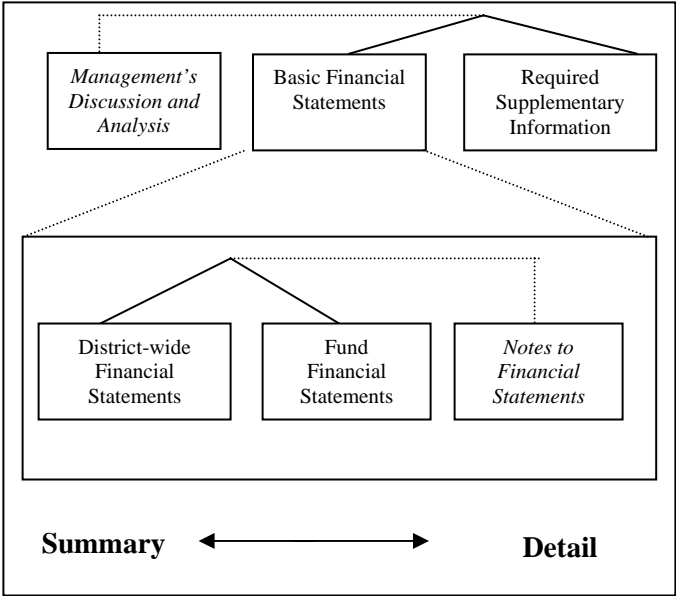 Management's
Discussion and
Analysis
Basic Financial
Statements
Required
Supplementary
Information
District-wide
Financial
Statements
Fund
Financial
Statements
Notes to
Financial
Statements
Summary
Detail